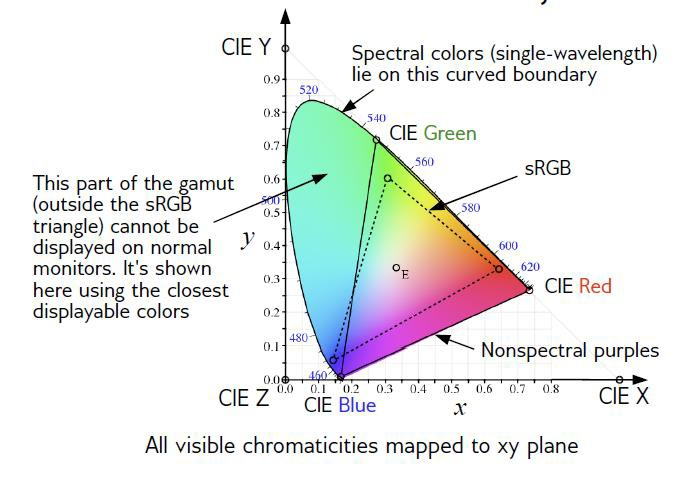 CIE Y
Spectral colors (single-wavelength)
lie on this curved boundary
0.9
520
0.8
540
CIE Green
0.7
560
sRGB
This part of the gamut
(outside the sRGB
triangle) cannot be
displayed on normal
monitors. It's shown
here using the closest
displayable colors
0.6
500
0.5
580
y
0.4
600
620
0.3
E
CIE Red
0.2
480
0.1
Nonspectral purples
460
0.0
0.0 0.1 0.2 0.3 0.4 0.5 0.6 0.7 0.8
CIE Z
CIE Blue
x
CIE X
All visible chromaticities mapped to xy plane